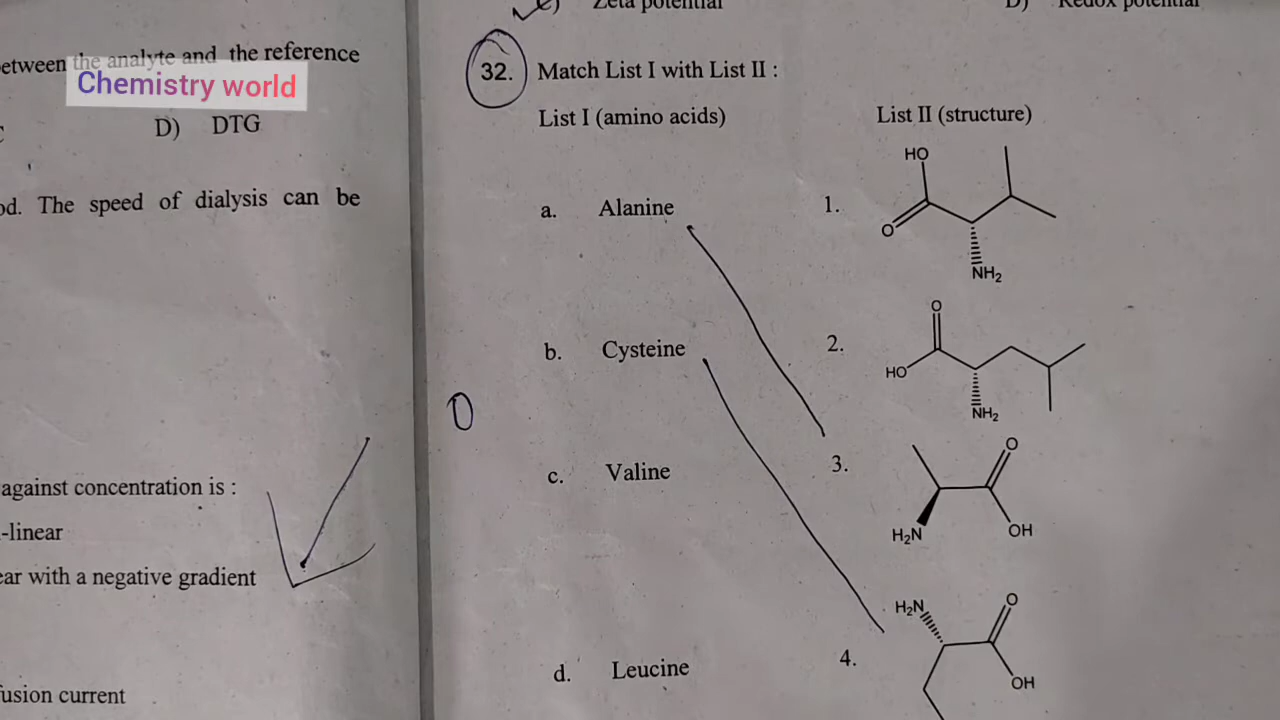 etween the analyte and the reference
Chemistry world
D) DTG
od. The speed of dialysis can be
against concentration is :
-linear
ear with a negative gradient
fusion current
Zeta potential
D) Redox potential
32. Match List I with List II :
List I (amino acids)
List II (structure)
a. Alanine
1.
HO
O
NH2
b. Cysteine
2.
O
HO
NH2
c. Valine
3.
O
H2N
OH
d. Leucine
4.
H2N
O
OH